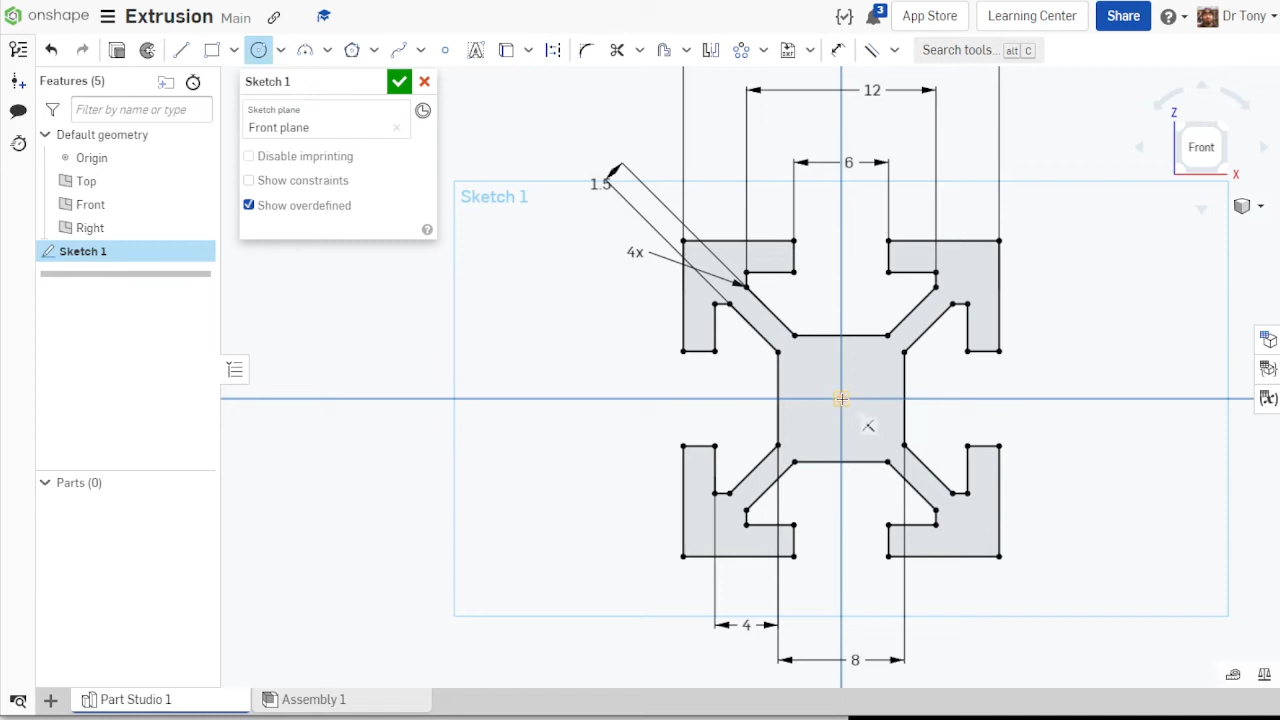 onshape
Extrusion Main
3
App Store
Learning Center
Share
Dr Tony
Search tools... alt C
Features (5)
Filter by name or type
Default geometry
Origin
Top
Front
Right
Sketch 1
Parts (0)
Sketch 1
Sketch plane
Front plane
Disable imprinting
Show constraints
Show overdefined
Sketch 1
12
6
1.5
4x
4
8
Z
Front
X
Part Studio 1
Assembly 1